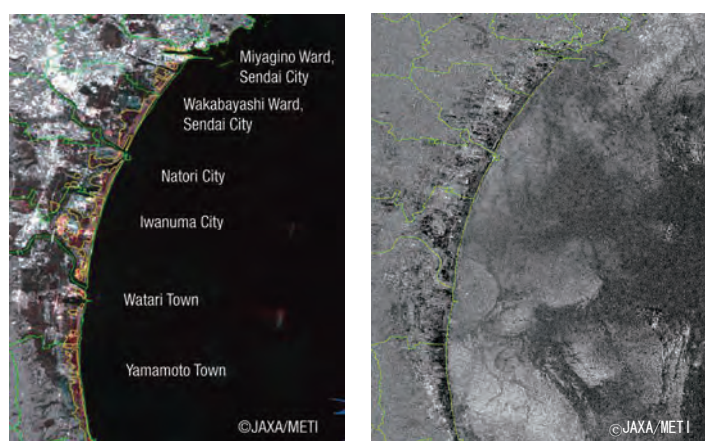 Miyagino Ward,
Sendai City
Wakabayashi Ward,
Sendai City
Natori City
Iwanuma City
Watari Town
Yamamoto Town
©JAXA/METI
©JAXA/METI